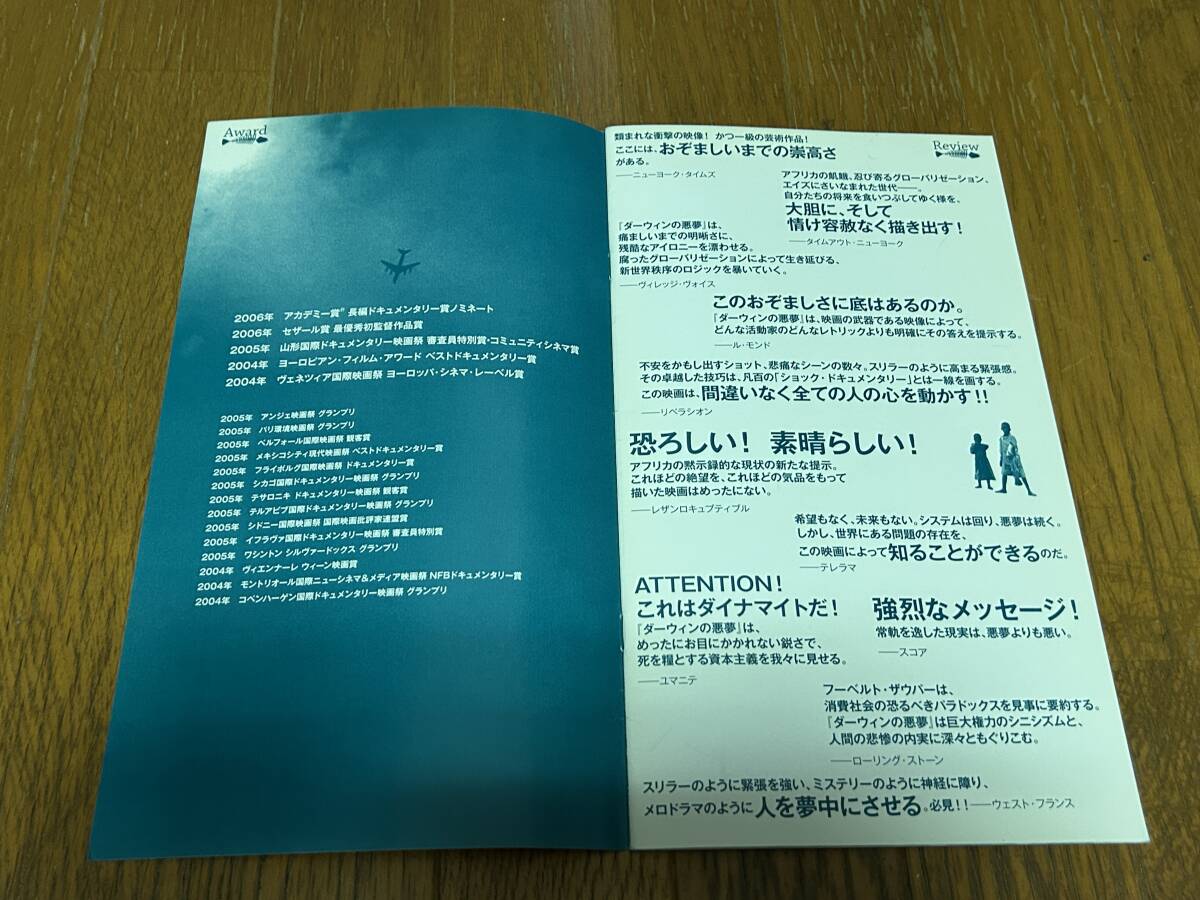 Award
2006年 アカデミー賞® 長編ドキュメンタリー賞ノミネート
2006年 セザール賞 最優秀初監督作品賞
2005年 山形国際ドキュメンタリー映画祭 審査員特別賞・コミュニティシネマ賞
2004年 ヨーロピアン・フィルム・アワード ベストドキュメンタリー賞
2004年 ヴェネツィア国際映画祭 ヨーロッパ・シネマ・レーベル賞
2005年 アンジェ映画祭 グランプリ
2005年 パリ環境映画祭 グランプリ
2005年 ベルフォール国際映画祭 観客賞
2005年 メキシコシティ現代映画祭 ベストドキュメンタリー賞
2005年 フライボルグ国際映画祭 ドキュメンタリー賞
2005年 シカゴ国際ドキュメンタリー映画祭 グランプリ
2005年 テサロニキ ドキュメンタリー映画祭 観客賞
2005年 テルアビブ国際ドキュメンタリー映画祭 グランプリ
2005年 シドニー国際映画祭 国際映画批評家連盟賞
2005年 イフラヴァ国際ドキュメンタリー映画祭 審査員特別賞
2005年 ワシントン シルヴァードックス グランプリ
2004年 ヴィエンナーレ ウィーン映画賞
2004年 モントリオール国際ニューシネマ&メディア映画祭 NFBドキュメンタリー賞
2004年 コペンハーゲン国際ドキュメンタリー映画祭 グランプリ
Review
類まれな衝撃の映像! かつ一級の芸術作品!
ここには、おぞましいまでの崇高さ
がある。
――ニューヨーク・タイムズ
アフリカの飢餓、忍び寄るグローバリゼーション、
エイズにさいなまれた世代――。
自分たちの将来を食いつぶしてゆく様を、
大胆に、そして
情け容赦なく描き出す!
――タイムアウト・ニューヨーク
『ダーウィンの悪夢』は、
痛ましいまでの明晰さに、
残酷なアイロニーを漂わせる。
腐ったグローバリゼーションによって生き延びる、
新世界秩序のロジックを暴いていく。
――ヴィレッジ・ヴォイス
このおぞましさに底はあるのか。
『ダーウィンの悪夢』は、映画の武器である映像によって、
どんな活動家のどんなレトリックよりも明確にその答えを提示する。
――ル・モンド
不安をかもし出すショット、悲痛なシーンの数々。スリラーのように高まる緊張感。
その卓越した技巧は、凡百の「ショック・ドキュメンタリー」とは一線を画する。
この映画は、間違いなく全ての人の心を動かす!!
――リベラシオン
恐ろしい! 素晴らしい!
アフリカの黙示録的な現状の新たな提示。
これほどの絶望を、これほどの気品をもって
描いた映画はめったにない。
――レザンロキュプティブル
希望もなく、未来もない。システムは回り、悪夢は続く。
しかし、世界にある問題の存在を、
この映画によって知ることができるのだ。
――テレラマ
ATTENTION!
これはダイナマイトだ!
『ダーウィンの悪夢』は、
めったにお目にかかれない鋭さで、
死を糧とする資本主義を我々に見せる。
――ユマニテ
強烈なメッセージ!
常軌を逸した現実は、悪夢よりも悪い。
――スコア
フーベルト・ザウパーは、
消費社会の恐るべきパラドックスを見事に要約する。
『ダーウィンの悪夢』は巨大権力のシニシズムと、
人間の悲惨の内実に深々ともぐりこむ。
――ローリング・ストーン
スリラーのように緊張を強い、ミステリーのように神経に障り、
メロドラマのように人を夢中にさせる。必見!!――ウェスト・フランス